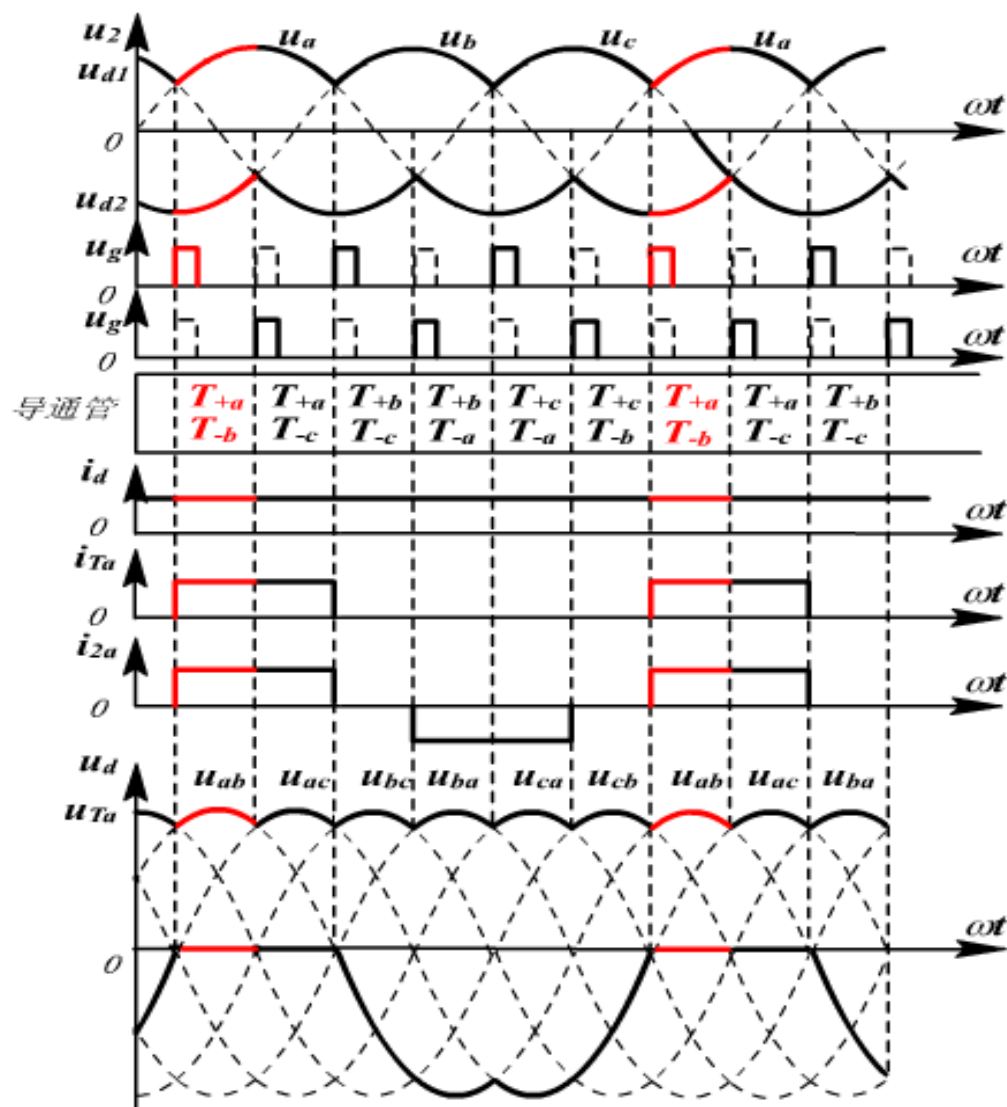 u2 ua ub uc ua
ud1
ωt
0
ud2
ug
0 ωt
ug
0 ωt
导通管
T+a T+a T+b T+b T+c T+c T+a T+a T+b
T-b T-c T-c T-a T-a T-b T-b T-c T-c
id
0 ωt
iTa
0 ωt
i2a
0 ωt
ud uab uac ubc uba uca ucb uab uac uba
uTa
ωt
0